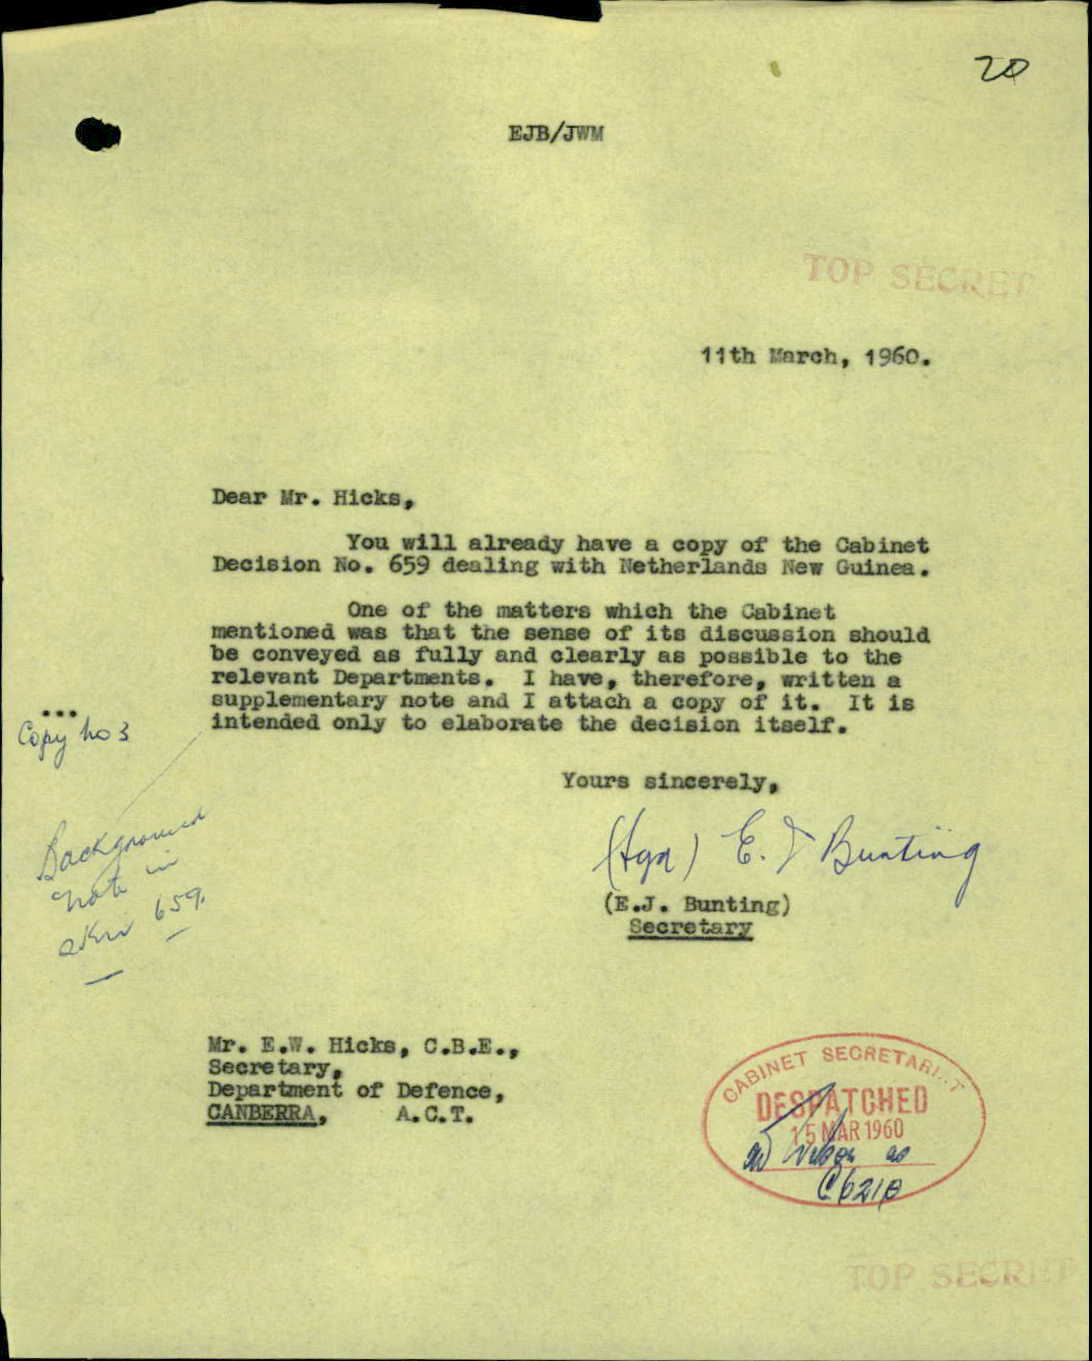 20
EJB/JWM
TOP SECRET
11th March, 1960.
Dear Mr. Hicks,
You will already have a copy of the Cabinet
Decision No. 659 dealing with Netherlands New Guinea.
One of the matters which the Cabinet
mentioned was that the sense of its discussion should
be conveyed as fully and clearly as possible to the
relevant Departments. I have, therefore, written a
supplementary note and I attach a copy of it. It is
intended only to elaborate the decision itself.
...
Copy No 3
Background
note in
659.
Yours sincerely,
E. J Bunting
(E.J. Bunting)
Secretary
Mr. E.W. Hicks, C.B.E.,
Secretary,
Department of Defence,
CANBERRA, A.C.T.
CABINET SECRETARIAT
DESPATCHED
15 MAR 1960
as
TOP SECRET